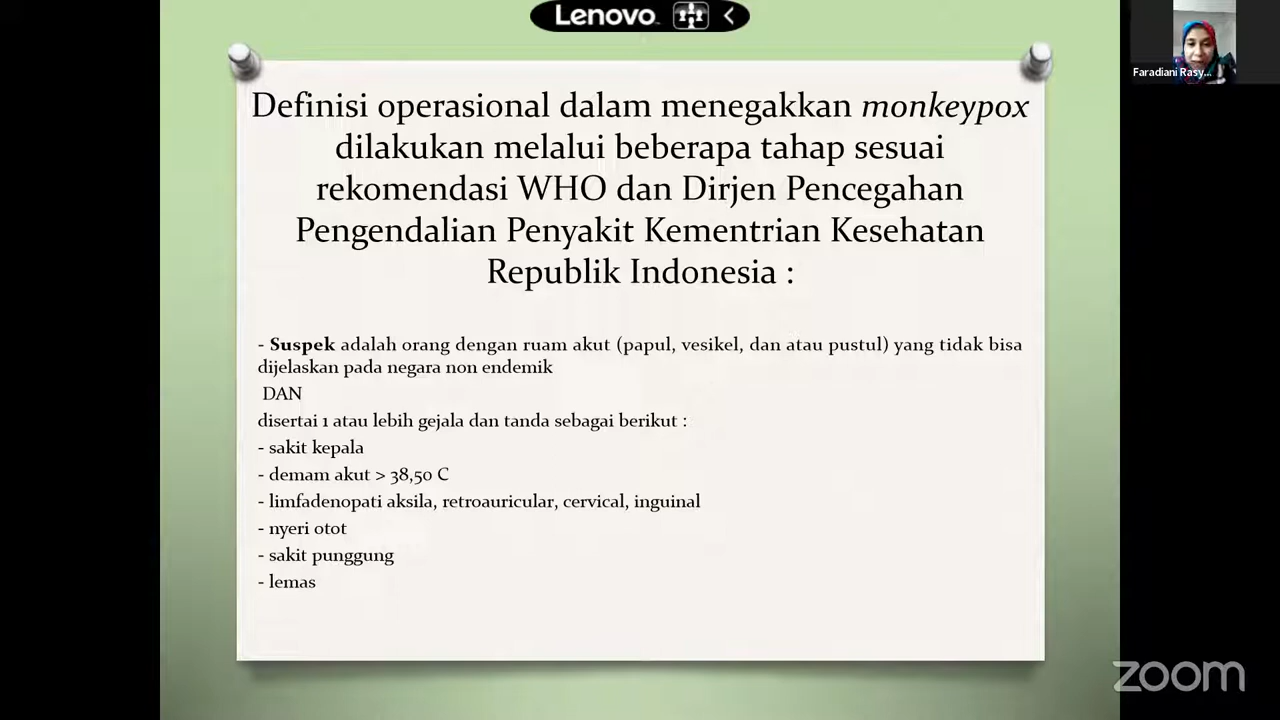 Lenovo
Faradiani Rasy...
Definisi operasional dalam menegakkan monkeypox
dilakukan melalui beberapa tahap sesuai
rekomendasi WHO dan Dirjen Pencegahan
Pengendalian Penyakit Kementrian Kesehatan
Republik Indonesia :
- Suspek adalah orang dengan ruam akut (papul, vesikel, dan atau pustul) yang tidak bisa
dijelaskan pada negara non endemik
DAN
disertai 1 atau lebih gejala dan tanda sebagai berikut :
- sakit kepala
- demam akut > 38,50 C
- limfadenopati aksila, retroauricular, cervical, inguinal
- nyeri otot
- sakit punggung
- lemas
zoom